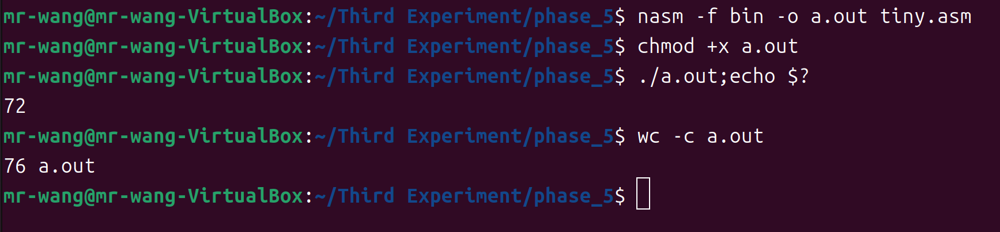 mr-wang@mr-wang-VirtualBox:~/Third Experiment/phase_5$ nasm -f bin -o a.out tiny.asm
mr-wang@mr-wang-VirtualBox:~/Third Experiment/phase_5$ chmod +x a.out
mr-wang@mr-wang-VirtualBox:~/Third Experiment/phase_5$ ./a.out;echo $?
72
mr-wang@mr-wang-VirtualBox:~/Third Experiment/phase_5$ wc -c a.out
76 a.out
mr-wang@mr-wang-VirtualBox:~/Third Experiment/phase_5$